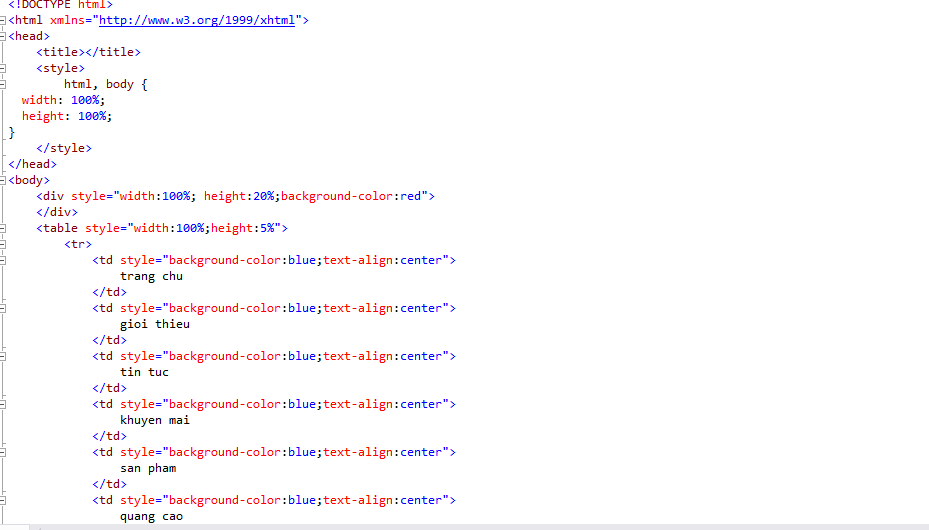 <!DOCTYPE html>
<html xmlns="http://www.w3.org/1999/xhtml">
<head>
    <title></title>
    <style>
        html, body {
  width: 100%;
  height: 100%;
}
    </style>
</head>
<body>
    <div style="width:100%; height:20%;background-color:red">
    </div>
    <table style="width:100%;height:5%">
        <tr>
            <td style="background-color:blue;text-align:center">
                trang chu
            </td>
            <td style="background-color:blue;text-align:center">
                gioi thieu
            </td>
            <td style="background-color:blue;text-align:center">
                tin tuc
            </td>
            <td style="background-color:blue;text-align:center">
                khuyen mai
            </td>
            <td style="background-color:blue;text-align:center">
                san pham
            </td>
            <td style="background-color:blue;text-align:center">
                quang cao